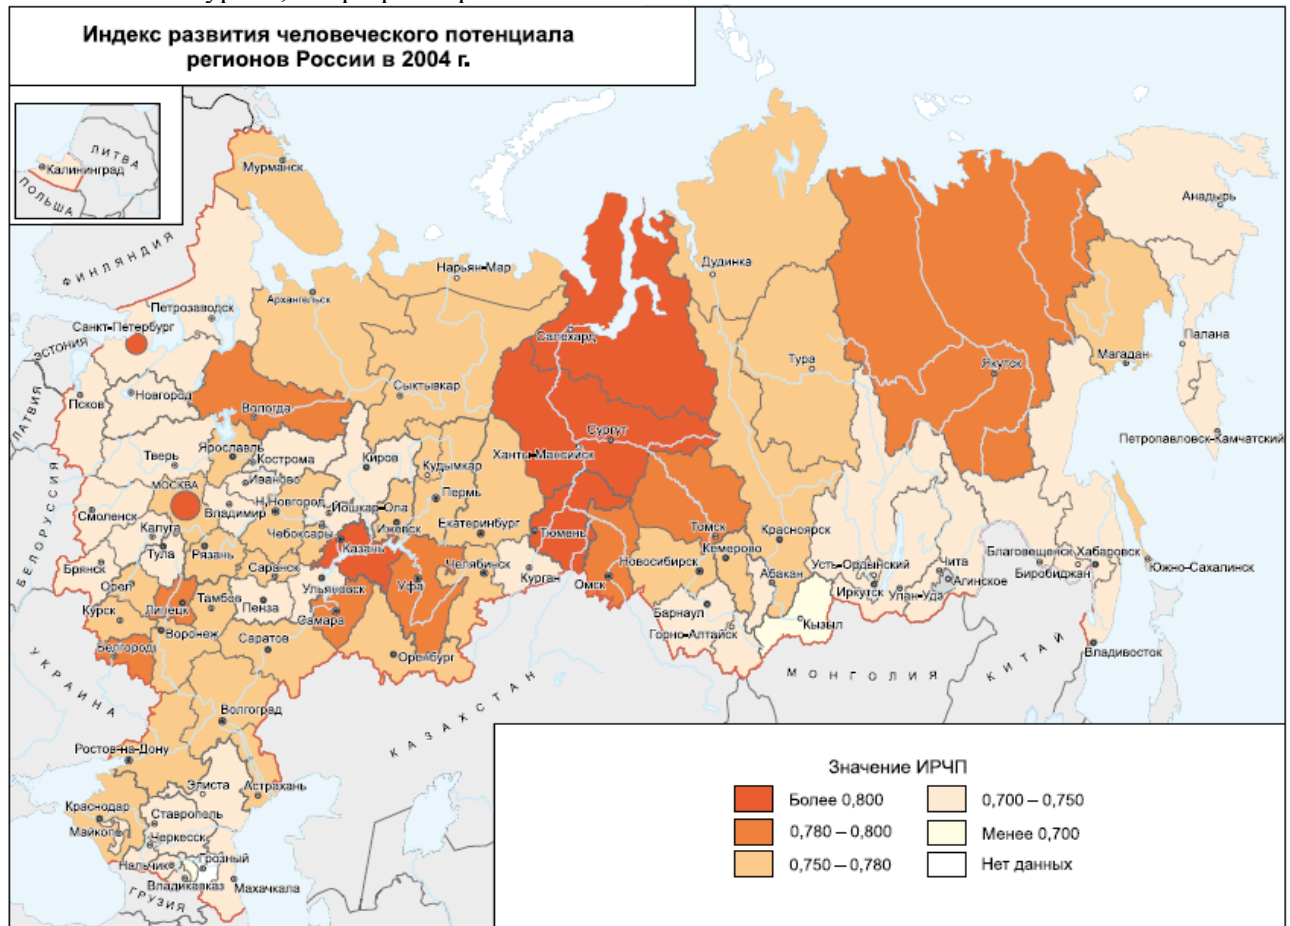 Индекс развития человеческого потенциала
регионов России в 2004 г.
ЛИТВА
Калининград
ПОЛЬША
ФИНЛЯНДИЯ
Мурманск
Анадырь
Нарьян-Мар
Дудинка
Архангельск
Петрозаводск
Санкт-Петербург
ЭСТОНИЯ
Салехард
Палана
Магадан
Тура
Якутск
ЛАТВИЯ
Псков
Новгород
Вологда
Сыктывкар
Сургут
Петропавловск-Камчатский
Ярославль
Тверь
Кострома
Киров
Кудымкар
Ханты-Мансийск
МОСКВА
Иваново
Пермь
Смоленск
Владимир
Н.Новгород
Йошкар-Ола
Калуга
Чебоксары
Ижевск
Екатеринбург
Тюмень
Томск
Красноярск
БЕЛОРУССИЯ
Тула
Рязань
Казань
Новосибирск
Кемерово
Благовещенск
Хабаровск
Брянск
Саранск
Челябинск
Курган
Омск
Абакан
Усть-Ордынский
Чита
Биробиджан
Южно-Сахалинск
Орел
Липецк
Тамбов
Пенза
Ульяновск
Уфа
Агинское
Иркутск
Улан-Удэ
Курск
Самара
Барнаул
Кызыл
Воронеж
Саратов
Горно-Алтайск
Белгород
Оренбург
Владивосток
УКРАИНА
МОНГОЛИЯ
КИТАЙ
КАЗАХСТАН
Волгоград
Ростов-на-Дону
Элиста
Астрахань
Краснодар
Ставрополь
Майкоп
Черкесск
Нальчик
Грозный
Владикавказ
Махачкала
ГРУЗИЯ
Значение ИРЧП
Более 0,800
0,780 – 0,800
0,750 – 0,780
0,700 – 0,750
Менее 0,700
Нет данных